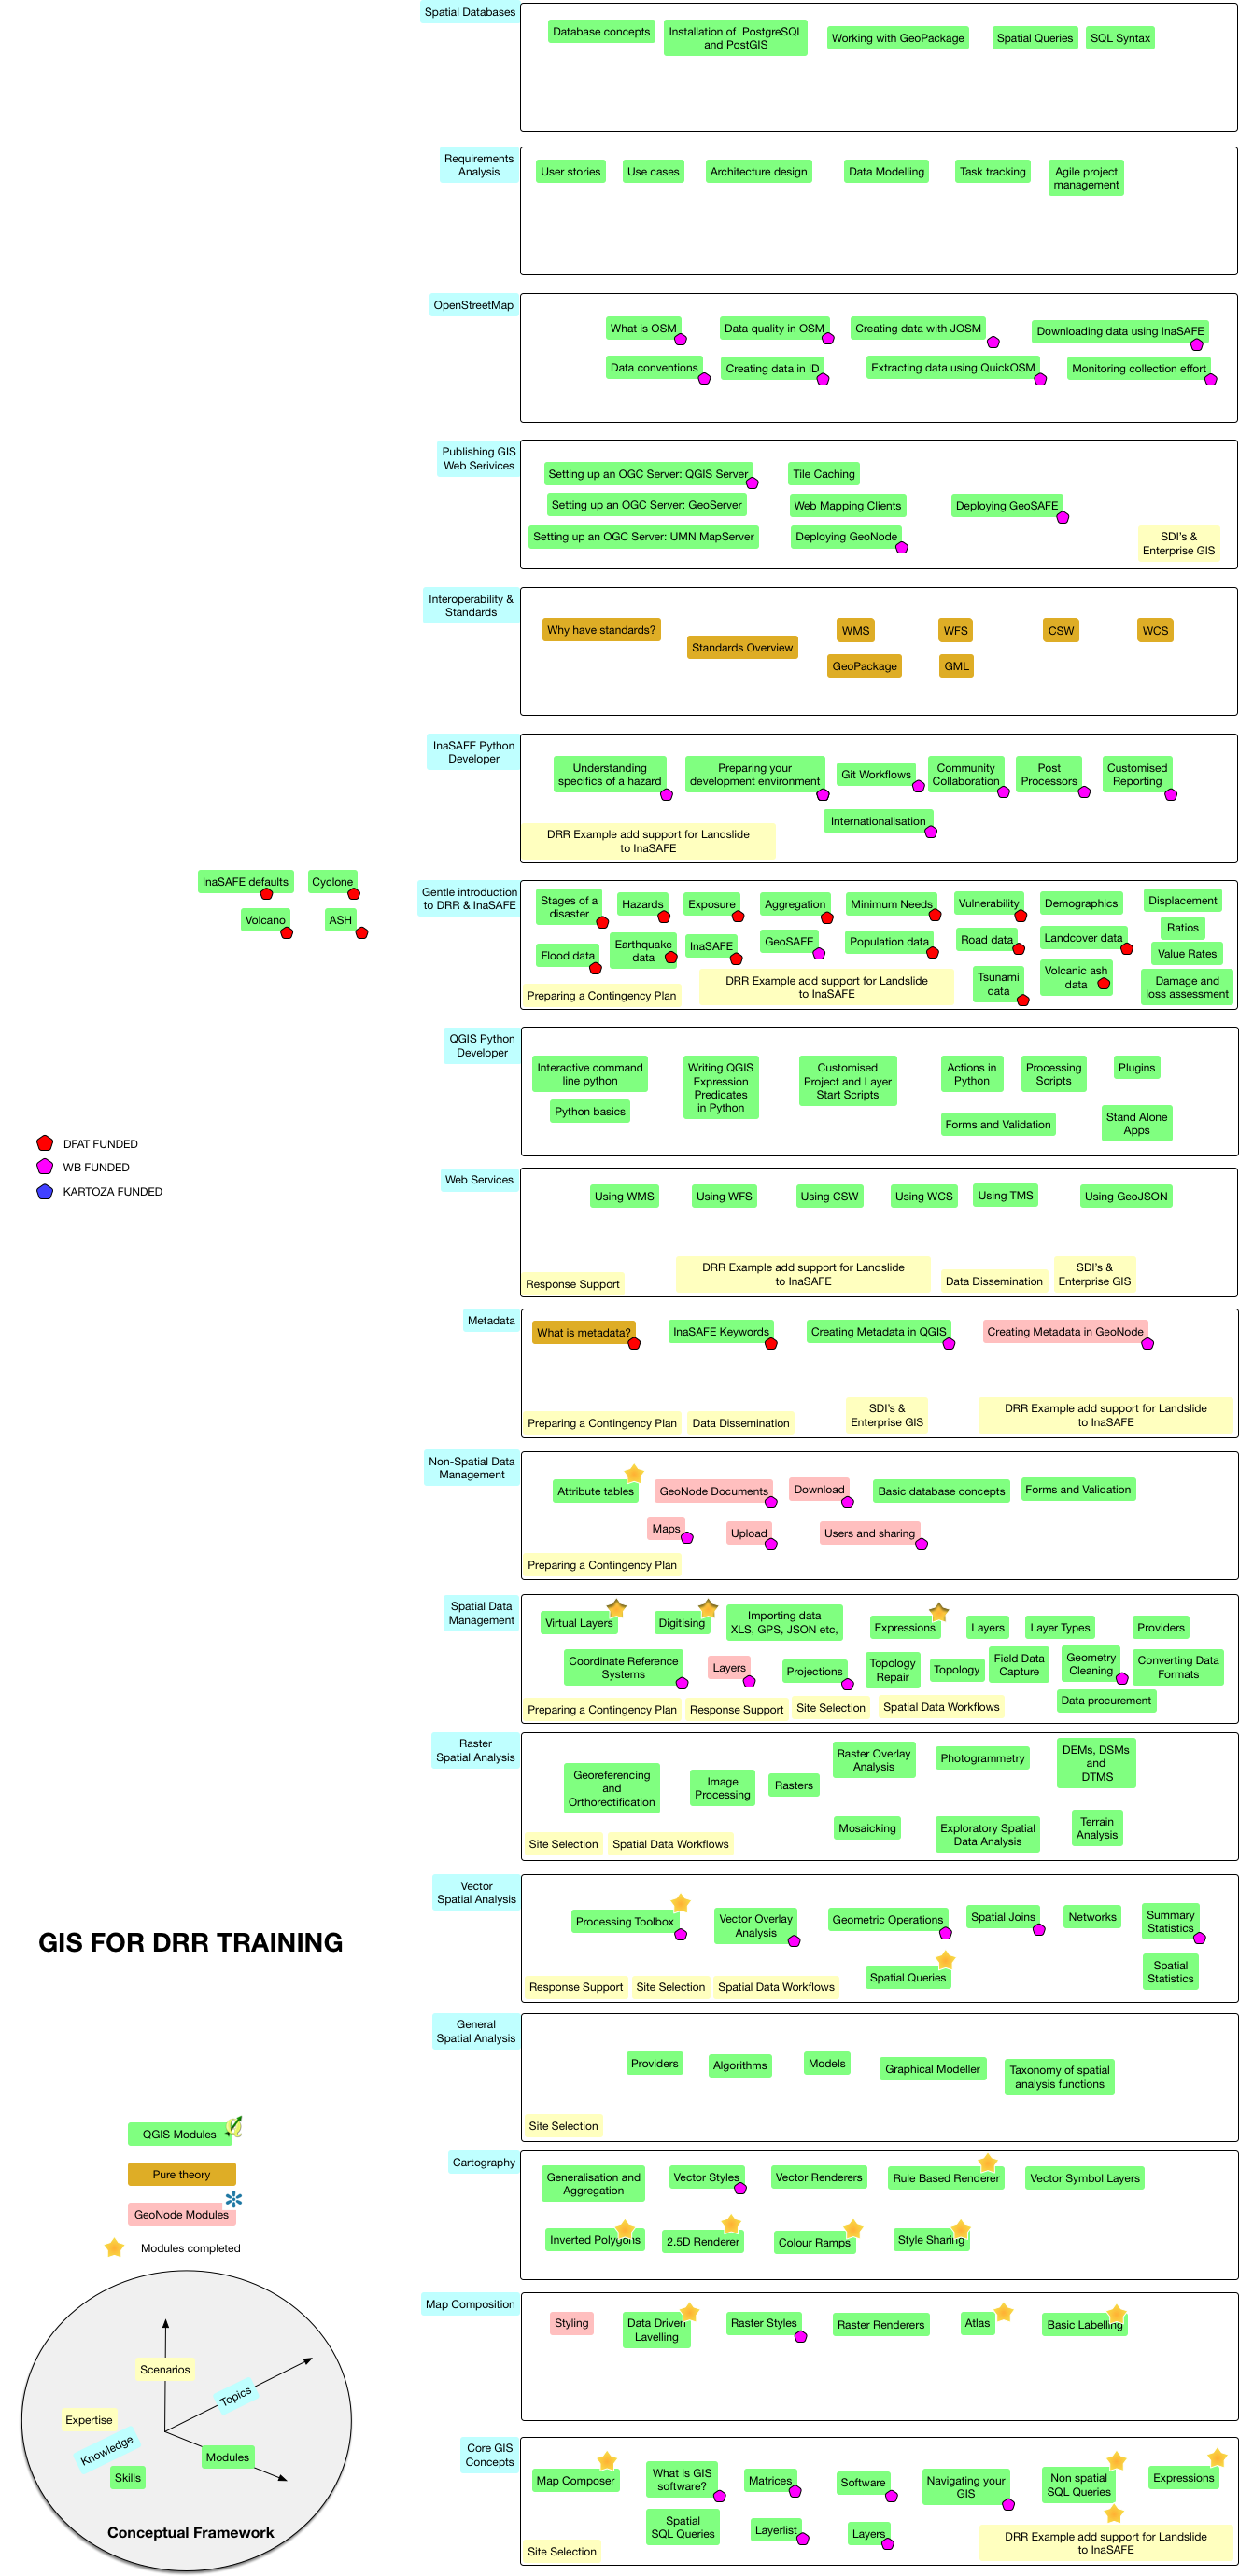 Spatial Databases
Database concepts
Installation of PostgreSQL
and PostGIS
Working with GeoPackage
Spatial Queries
SQL Syntax
Requirements
Analysis
User stories
Use cases
Architecture design
Data Modelling
Task tracking
Agile project
management
OpenStreetMap
What is OSM
Data quality in OSM
Creating data with JOSM
Downloading data using InaSAFE
Data conventions
Creating data in ID
Extracting data using QuickOSM
Monitoring collection effort
Publishing GIS
Web Serivices
Setting up an OGC Server: QGIS Server
Tile Caching
Setting up an OGC Server: GeoServer
Web Mapping Clients
Deploying GeoSAFE
Setting up an OGC Server: UMN MapServer
Deploying GeoNode
SDI's &
Enterprise GIS
Interoperability &
Standards
Why have standards?
Standards Overview
WMS
WFS
CSW
WCS
GeoPackage
GML
InaSAFE Python
Developer
Understanding
specifics of a hazard
Preparing your
development environment
Git Workflows
Community
Collaboration
Post
Processors
Customised
Reporting
Internationalisation
DRR Example add support for Landslide
to InaSAFE
InaSAFE defaults
Cyclone
Volcano
ASH
Gentle introduction
to DRR & InaSAFE
Stages of a
disaster
Hazards
Exposure
Aggregation
Minimum Needs
Vulnerability
Demographics
Displacement
Ratios
Flood data
Earthquake
data
InaSAFE
GeoSAFE
Population data
Road data
Landcover data
Value Rates
Tsunami
data
Volcanic ash
data
Damage and
loss assessment
Preparing a Contingency Plan
DRR Example add support for Landslide
to InaSAFE
QGIS Python
Developer
Interactive command
line python
Writing QGIS
Expression
Predicates
in Python
Customised
Project and Layer
Start Scripts
Actions in
Python
Processing
Scripts
Plugins
Python basics
Forms and Validation
Stand Alone
Apps
DFAT FUNDED
WB FUNDED
KARTOZA FUNDED
Web Services
Using WMS
Using WFS
Using CSW
Using WCS
Using TMS
Using GeoJSON
Response Support
DRR Example add support for Landslide
to InaSAFE
Data Dissemination
SDI's &
Enterprise GIS
Metadata
What is metadata?
InaSAFE Keywords
Creating Metadata in QGIS
Creating Metadata in GeoNode
Preparing a Contingency Plan
Data Dissemination
SDI's &
Enterprise GIS
DRR Example add support for Landslide
to InaSAFE
Non-Spatial Data
Management
Attribute tables
GeoNode Documents
Download
Basic database concepts
Forms and Validation
Maps
Upload
Users and sharing
Preparing a Contingency Plan
Spatial Data
Management
Virtual Layers
Digitising
Importing data
XLS, GPS, JSON etc,
Expressions
Layers
Layer Types
Providers
Coordinate Reference
Systems
Layers
Projections
Topology
Repair
Topology
Field Data
Capture
Geometry
Cleaning
Converting Data
Formats
Data procurement
Preparing a Contingency Plan
Response Support
Site Selection
Spatial Data Workflows
Raster
Spatial Analysis
Georeferencing
and
Orthorectification
Image
Processing
Rasters
Raster Overlay
Analysis
Photogrammetry
DEMs, DSMs
and
DTMS
Mosaicking
Exploratory Spatial
Data Analysis
Terrain
Analysis
Site Selection
Spatial Data Workflows
Vector
Spatial Analysis
Processing Toolbox
Vector Overlay
Analysis
Geometric Operations
Spatial Joins
Networks
Summary
Statistics
Spatial Queries
Spatial
Statistics
Response Support
Site Selection
Spatial Data Workflows
GIS FOR DRR TRAINING
General
Spatial Analysis
Providers
Algorithms
Models
Graphical Modeller
Taxonomy of spatial
analysis functions
Site Selection
QGIS Modules
Pure theory
GeoNode Modules
Modules completed
Cartography
Generalisation and
Aggregation
Vector Styles
Vector Renderers
Rule Based Renderer
Vector Symbol Layers
Inverted Polygons
2.5D Renderer
Colour Ramps
Style Sharing
Map Composition
Styling
Data Driven
Lavelling
Raster Styles
Raster Renderers
Atlas
Basic Labelling
Scenarios
Topics
Expertise
Knowledge
Skills
Modules
Conceptual Framework
Core GIS
Concepts
Map Composer
What is GIS
software?
Matrices
Software
Navigating your
GIS
Non spatial
SQL Queries
Expressions
Spatial
SQL Queries
Layerlist
Layers
Site Selection
DRR Example add support for Landslide
to InaSAFE